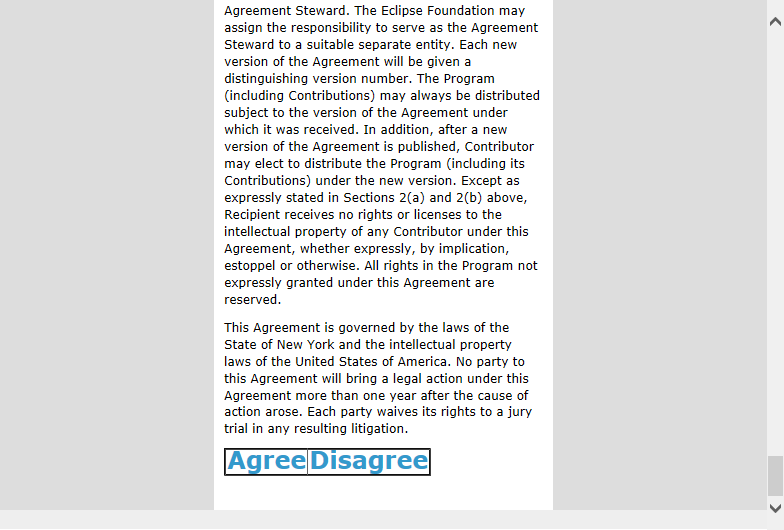 Agreement Steward. The Eclipse Foundation may
assign the responsibility to serve as the Agreement
Steward to a suitable separate entity. Each new
version of the Agreement will be given a
distinguishing version number. The Program
(including Contributions) may always be distributed
subject to the version of the Agreement under
which it was received. In addition, after a new
version of the Agreement is published, Contributor
may elect to distribute the Program (including its
Contributions) under the new version. Except as
expressly stated in Sections 2(a) and 2(b) above,
Recipient receives no rights or licenses to the
intellectual property of any Contributor under this
Agreement, whether expressly, by implication,
estoppel or otherwise. All rights in the Program not
expressly granted under this Agreement are
reserved.
This Agreement is governed by the laws of the
State of New York and the intellectual property
laws of the United States of America. No party to
this Agreement will bring a legal action under this
Agreement more than one year after the cause of
action arose. Each party waives its rights to a jury
trial in any resulting litigation.
Agree Disagree